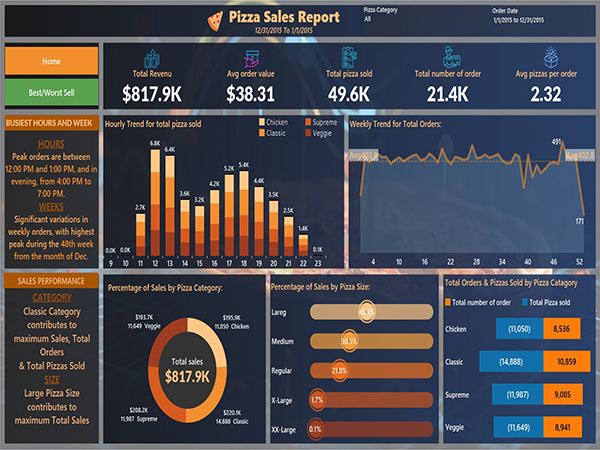 Pizza Sales Report
12/31/2015 To 1/1/2015
Pizza Category
All
Order Date
1/1/2015 to 12/31/2015
Home
Best/Worst Sell
Total Revenu
$817.9K
Avg order value
$38.31
Total pizza sold
49.6K
Total number of order
21.4K
Avg pizzas per order
2.32
BUSIEST HOURS AND WEEK
HOURS
Peak orders are between
12:00 PM and 1:00 PM, and in
evening, from 4:00 PM to
7:00 PM.
WEEKS
Significant variations in
weekly orders, with highest
peak during the 48th week
from the month of Dec.
Hourly Trend for total pizza sold
Chicken
Supreme
Classic
Veggie
0.0K 0.0K 2.7K 6.8K 6.4K 3.6K 3.2K 4.2K 5.2K 5.4K 4.4K 3.5K 2.5K 1.4K 0.1K
9 10 11 12 13 14 15 16 17 18 19 20 21 22 23
Weekly Trend for Total Orders:
491
Avg402.8
Avg402.8
171
4 10 16 22 28 34 40 46 52
SALES PERFORMANCE
CATEGORY
Classic Category
contributes to
maximum Sales, Total
Orders
& Total Pizzas Sold
SIZE
Large Pizza Size
contributes to
maximum Total Sales
Percentage of Sales by Pizza Category:
$193.7K
11,649 Veggie
$195.9K
11,050 Chicken
Total sales
$817.9K
$208.2K
11,987 Supreme
$220.1K
14,888 Classic
Percentage of Sales by Pizza Size:
Lareg
45.9%
Medium
30.5%
Regular
21.8%
X-Large
1.7%
XX-Large
0.1%
Total Orders & Pizzas Sold by Pizza Catagory
Total number of order
Total Pizza sold
Chicken (11,050) 8,536
Classic (14,888) 10,859
Supreme (11,987) 9,085
Veggie (11,649) 8,941